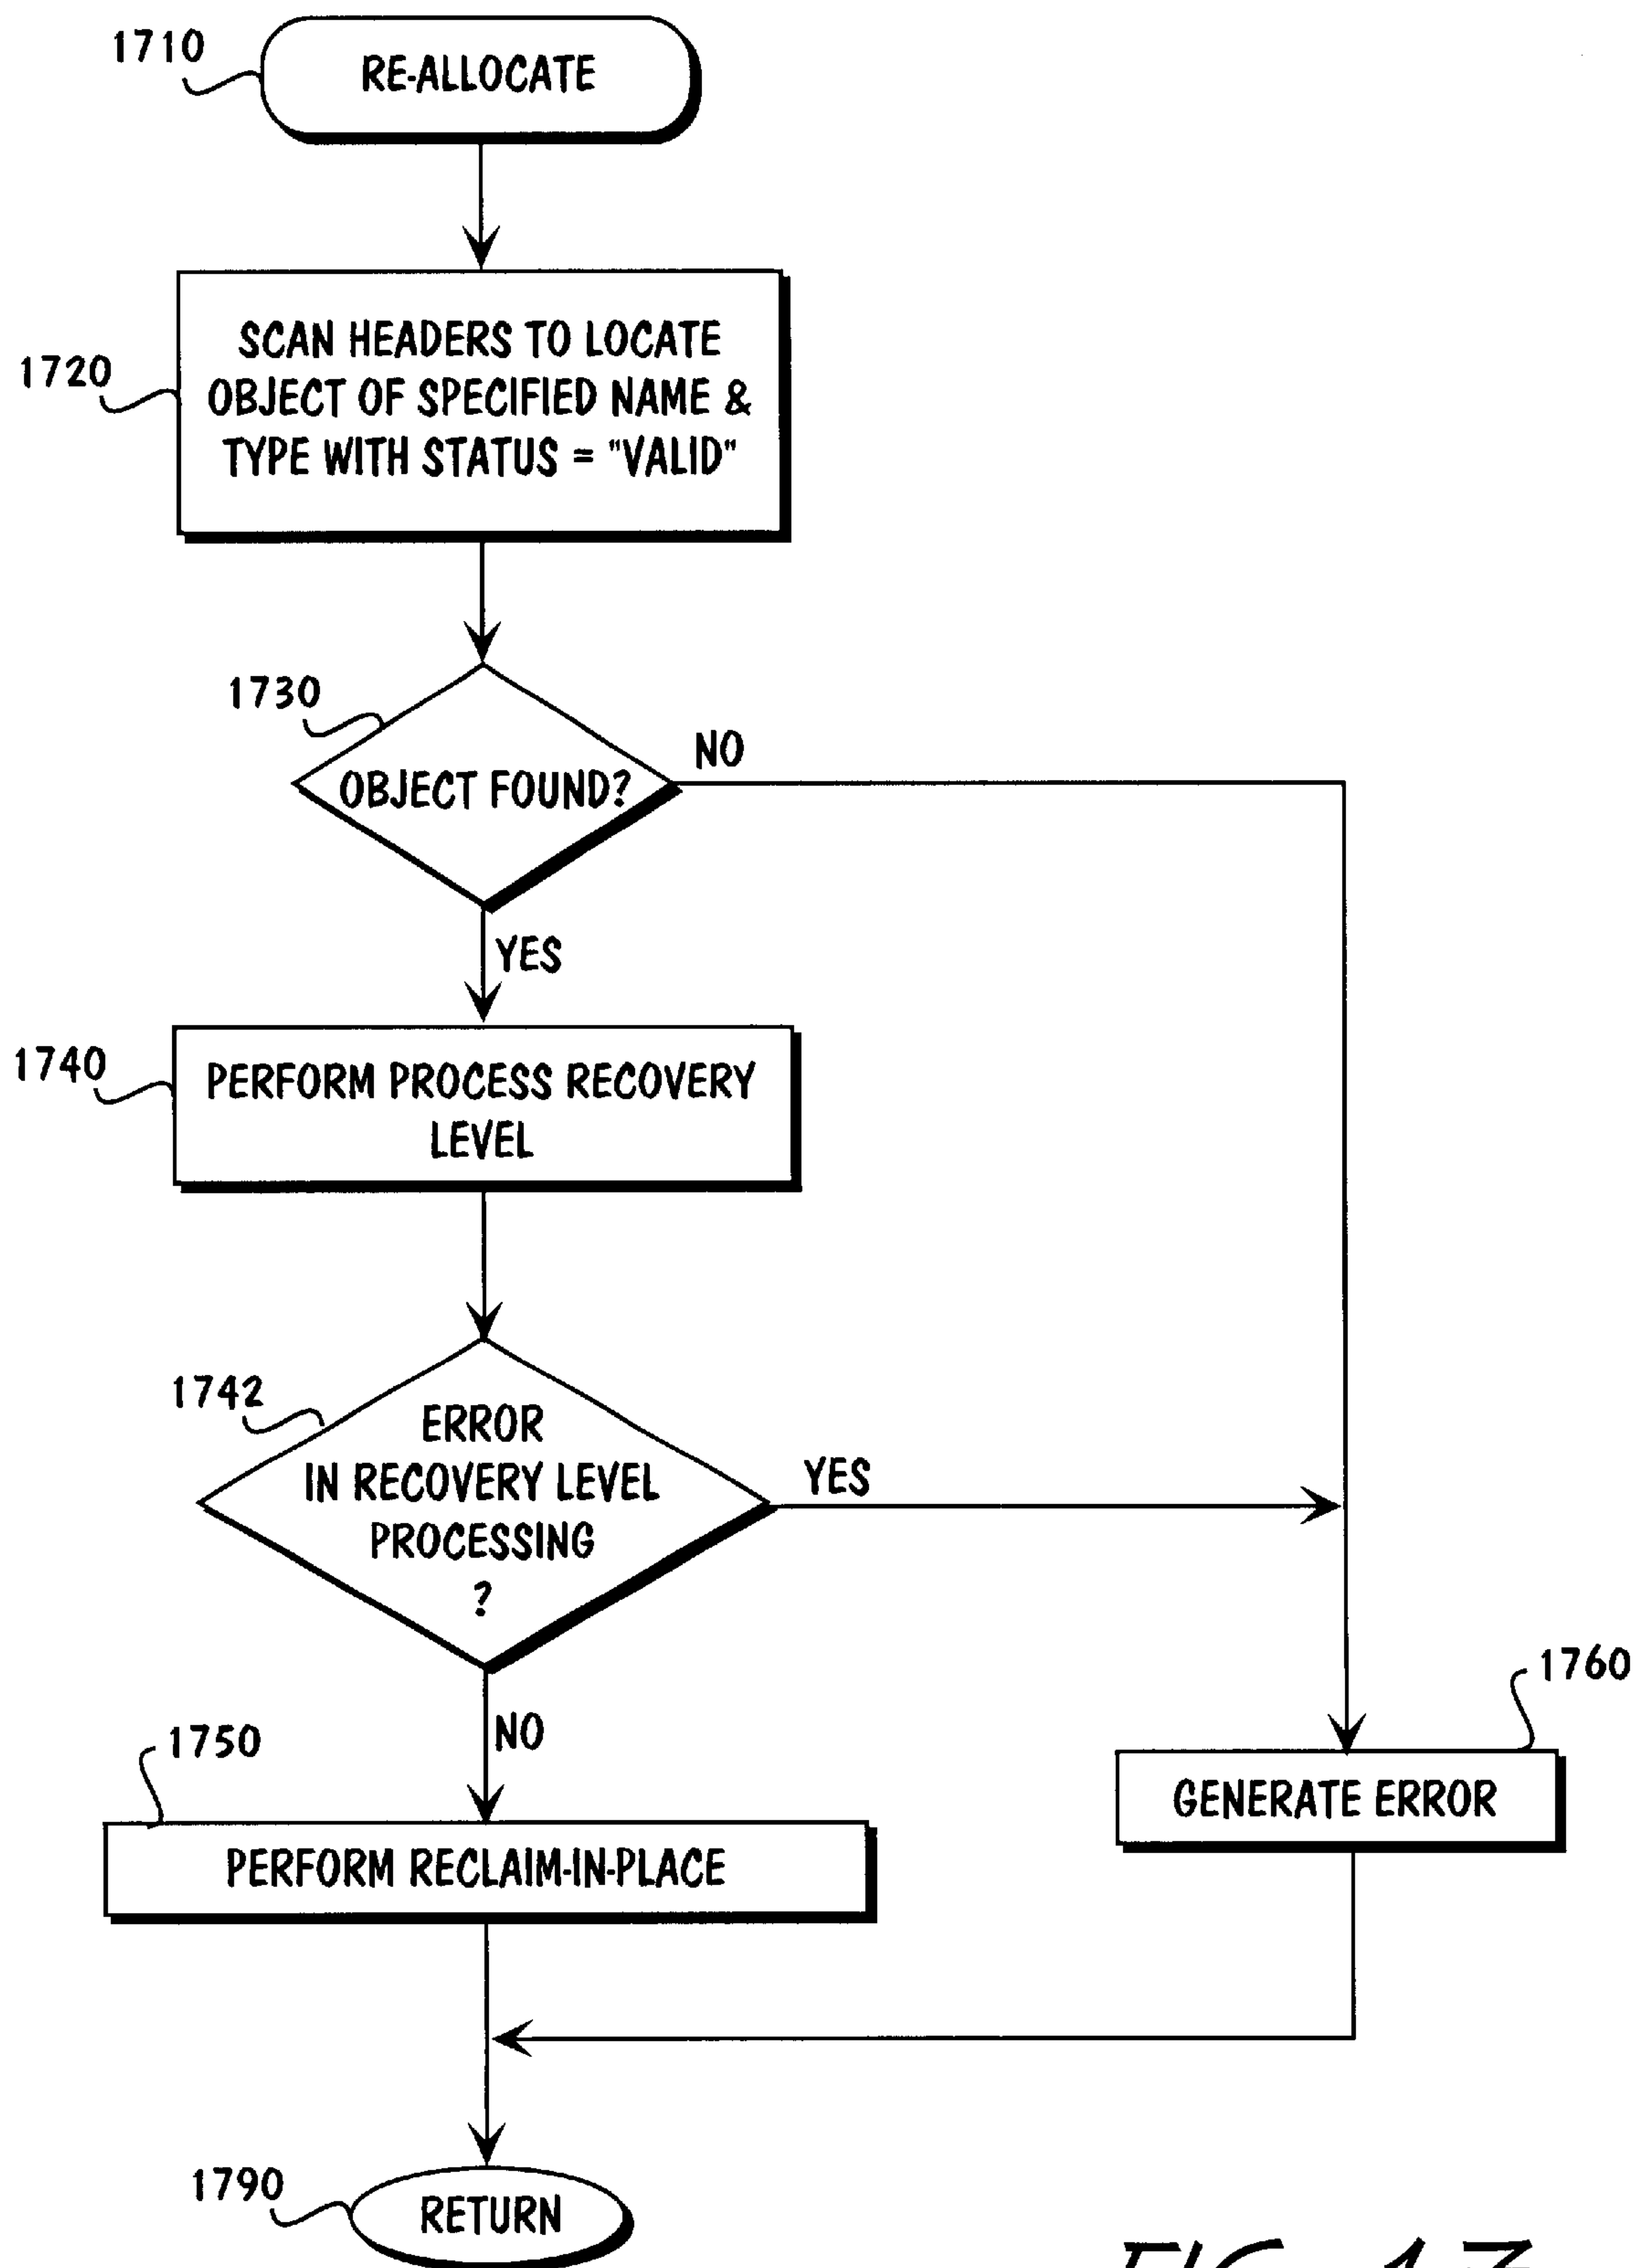 1710
RE-ALLOCATE
1720
SCAN HEADERS TO LOCATE
OBJECT OF SPECIFIED NAME &
TYPE WITH STATUS = "VALID"
1730
OBJECT FOUND?
NO
YES
1740
PERFORM PROCESS RECOVERY
LEVEL
1742
ERROR
IN RECOVERY LEVEL
PROCESSING
?
YES
NO
1750
PERFORM RECLAIM-IN-PLACE
1760
GENERATE ERROR
1790
RETURN